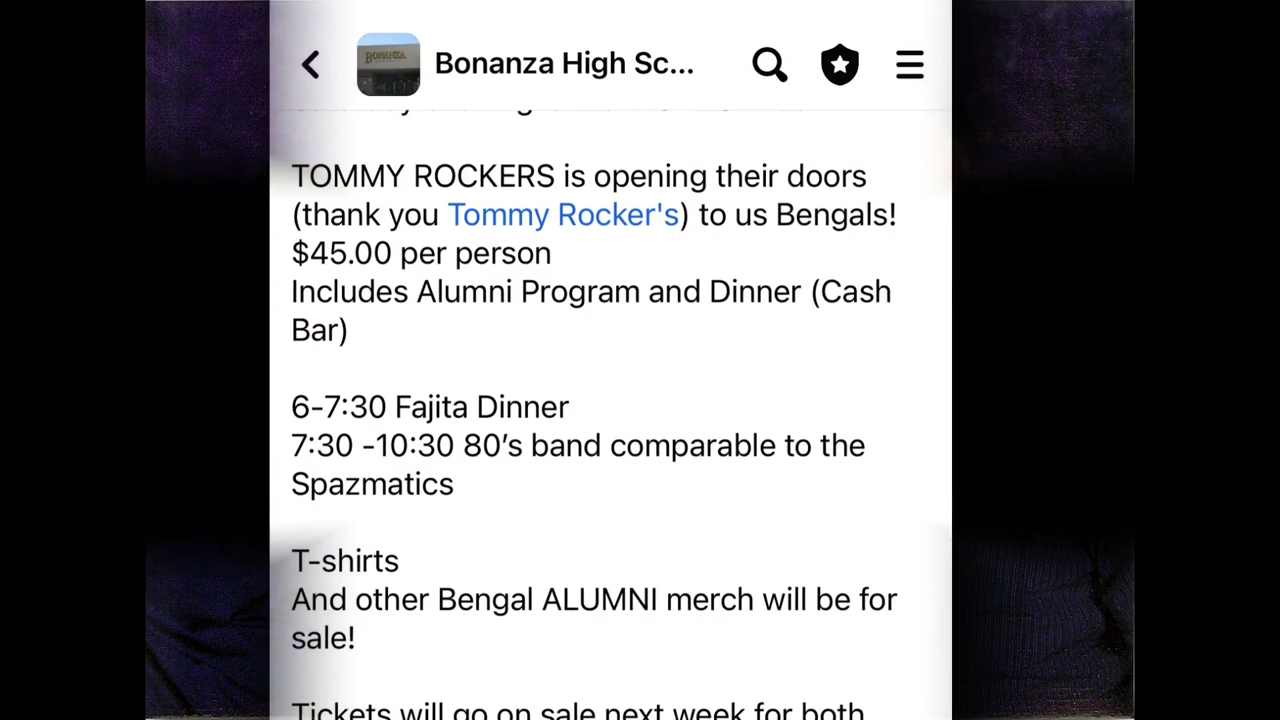 BONANZA
Bonanza High Sc...
TOMMY ROCKERS is opening their doors
(thank you Tommy Rocker's) to us Bengals!
$45.00 per person
Includes Alumni Program and Dinner (Cash
Bar)
6-7:30 Fajita Dinner
7:30 -10:30 80’s band comparable to the
Spazmatics
T-shirts
And other Bengal ALUMNI merch will be for
sale!
Tickets will go on sale next week for both